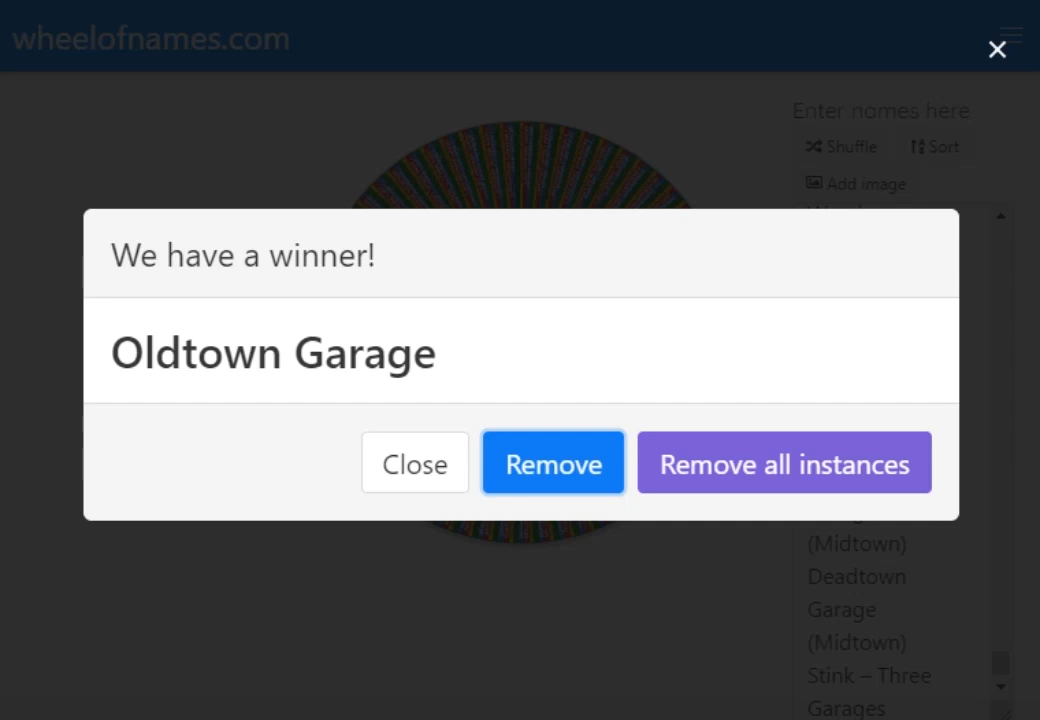 wheelofnames.com
Enter names here
Shuffle
Sort
Add image
We have a winner!
Oldtown Garage
Close
Remove
Remove all instances
(Midtown)
Deadtown
Garage
(Midtown)
Stink – Three
Garages